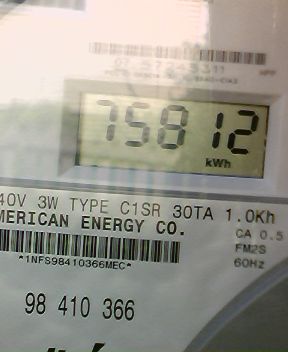 75812
kWh
40V 3W TYPE C1SR 30TA 1.0Kh
MERICAN ENERGY CO.
CA 0.5
*1NFS98410366MEC*
FM2S
60Hz
98 410 366